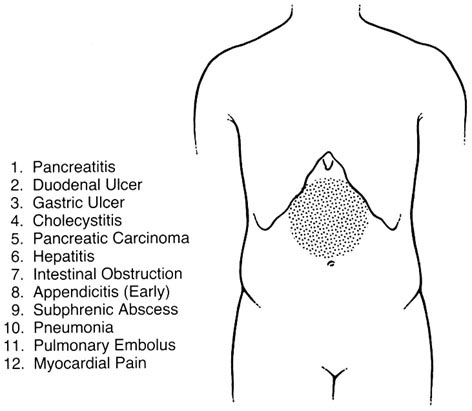 1. Pancreatitis
2. Duodenal Ulcer
3. Gastric Ulcer
4. Cholecystitis
5. Pancreatic Carcinoma
6. Hepatitis
7. Intestinal Obstruction
8. Appendicitis (Early)
9. Subphrenic Abscess
10. Pneumonia
11. Pulmonary Embolus
12. Myocardial Pain